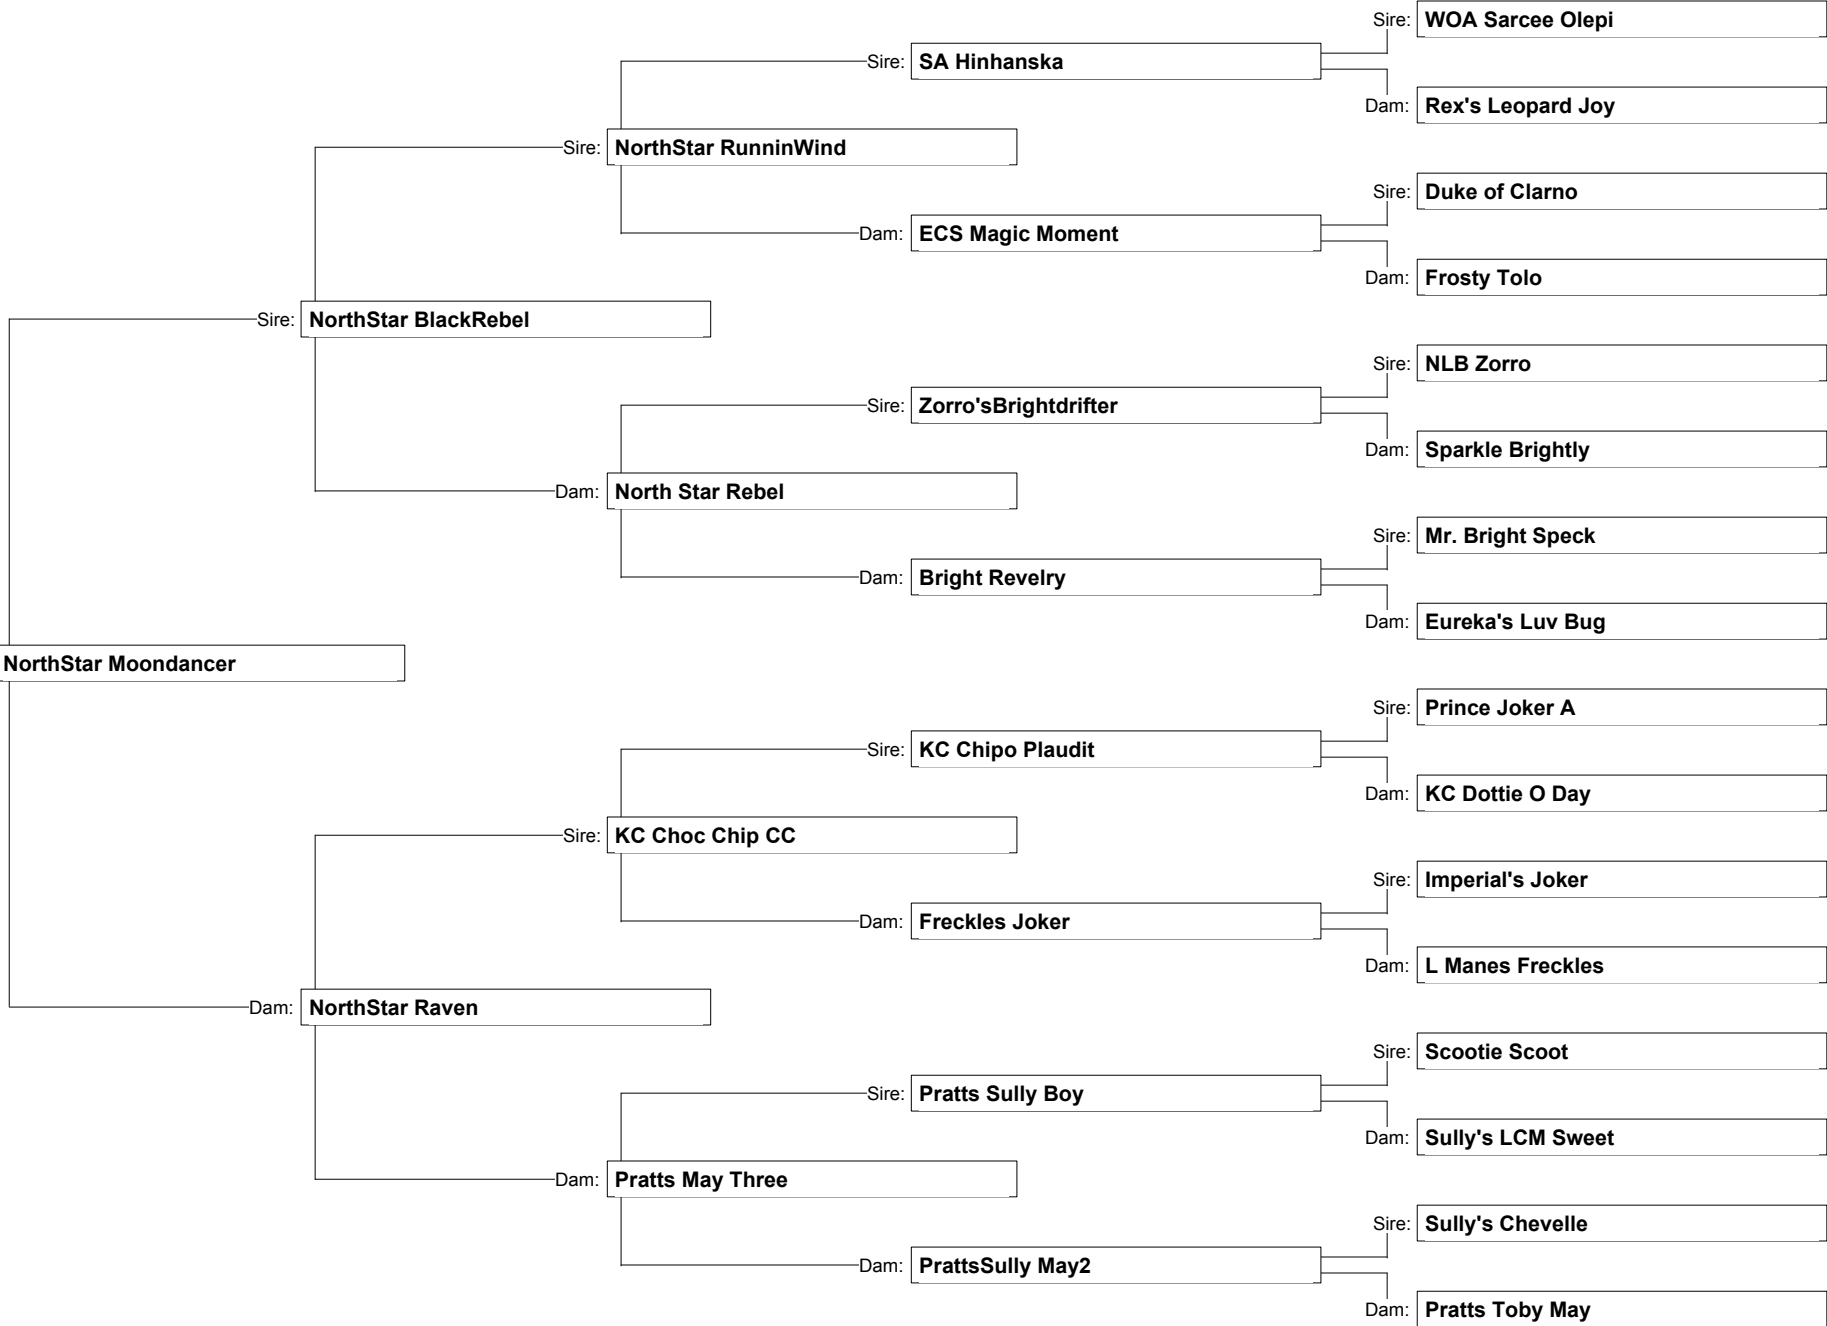 Sire: WOA Sarcee Olepi
Sire: SA Hinhanska
Dam: Rex's Leopard Joy
Sire: NorthStar RunninWind
Sire: Duke of Clarno
Dam: ECS Magic Moment
Dam: Frosty Tolo
Sire: NorthStar BlackRebel
Sire: NLB Zorro
Sire: Zorro'sBrightdrifter
Dam: Sparkle Brightly
Dam: North Star Rebel
Sire: Mr. Bright Speck
Dam: Bright Revelry
Dam: Eureka's Luv Bug
NorthStar Moondancer
Sire: Prince Joker A
Sire: KC Chipo Plaudit
Dam: KC Dottie O Day
Sire: KC Choc Chip CC
Sire: Imperial's Joker
Dam: Freckles Joker
Dam: L Manes Freckles
Dam: NorthStar Raven
Sire: Scootie Scoot
Sire: Pratts Sully Boy
Dam: Sully's LCM Sweet
Dam: Pratts May Three
Sire: Sully's Chevelle
Dam: PrattsSully May2
Dam: Pratts Toby May